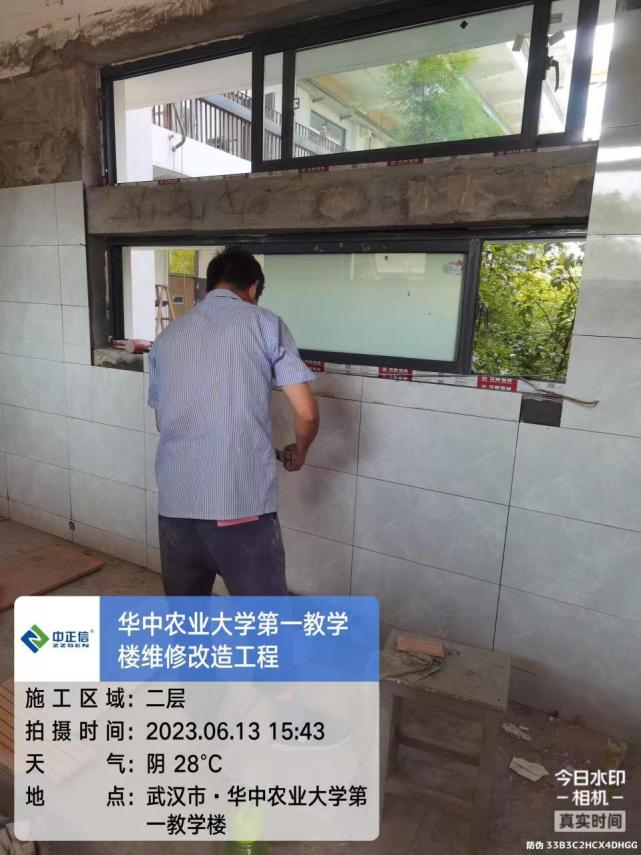 中正信®
ZZSEN
华中农业大学第一教学
楼维修改造工程
施工区域：二层
拍摄时间：2023.06.13 15:43
天气：阴 28°C
地点：武汉市·华中农业大学第
一教学楼
今日水印
-相机-
真实时间
防伪 33B3C2HCX4DHGG